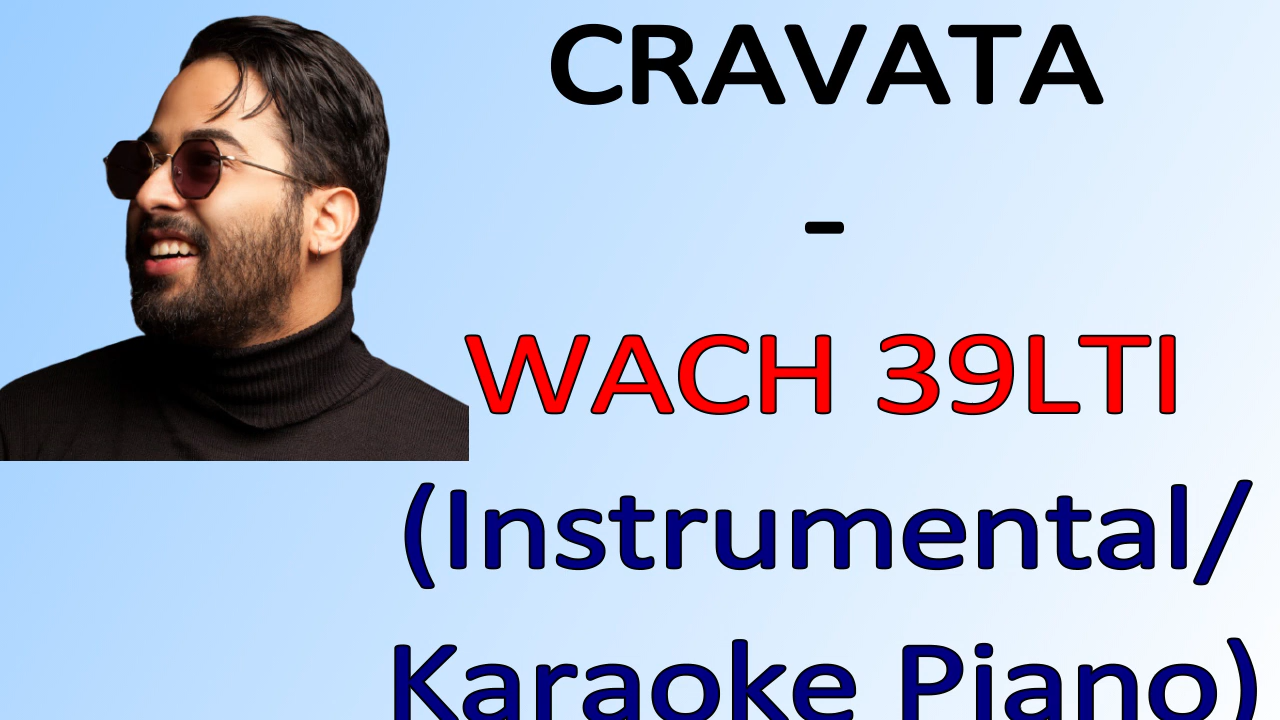 CRAVATA
-
WACH 39LTI
(Instrumental/
Karaoke Piano)